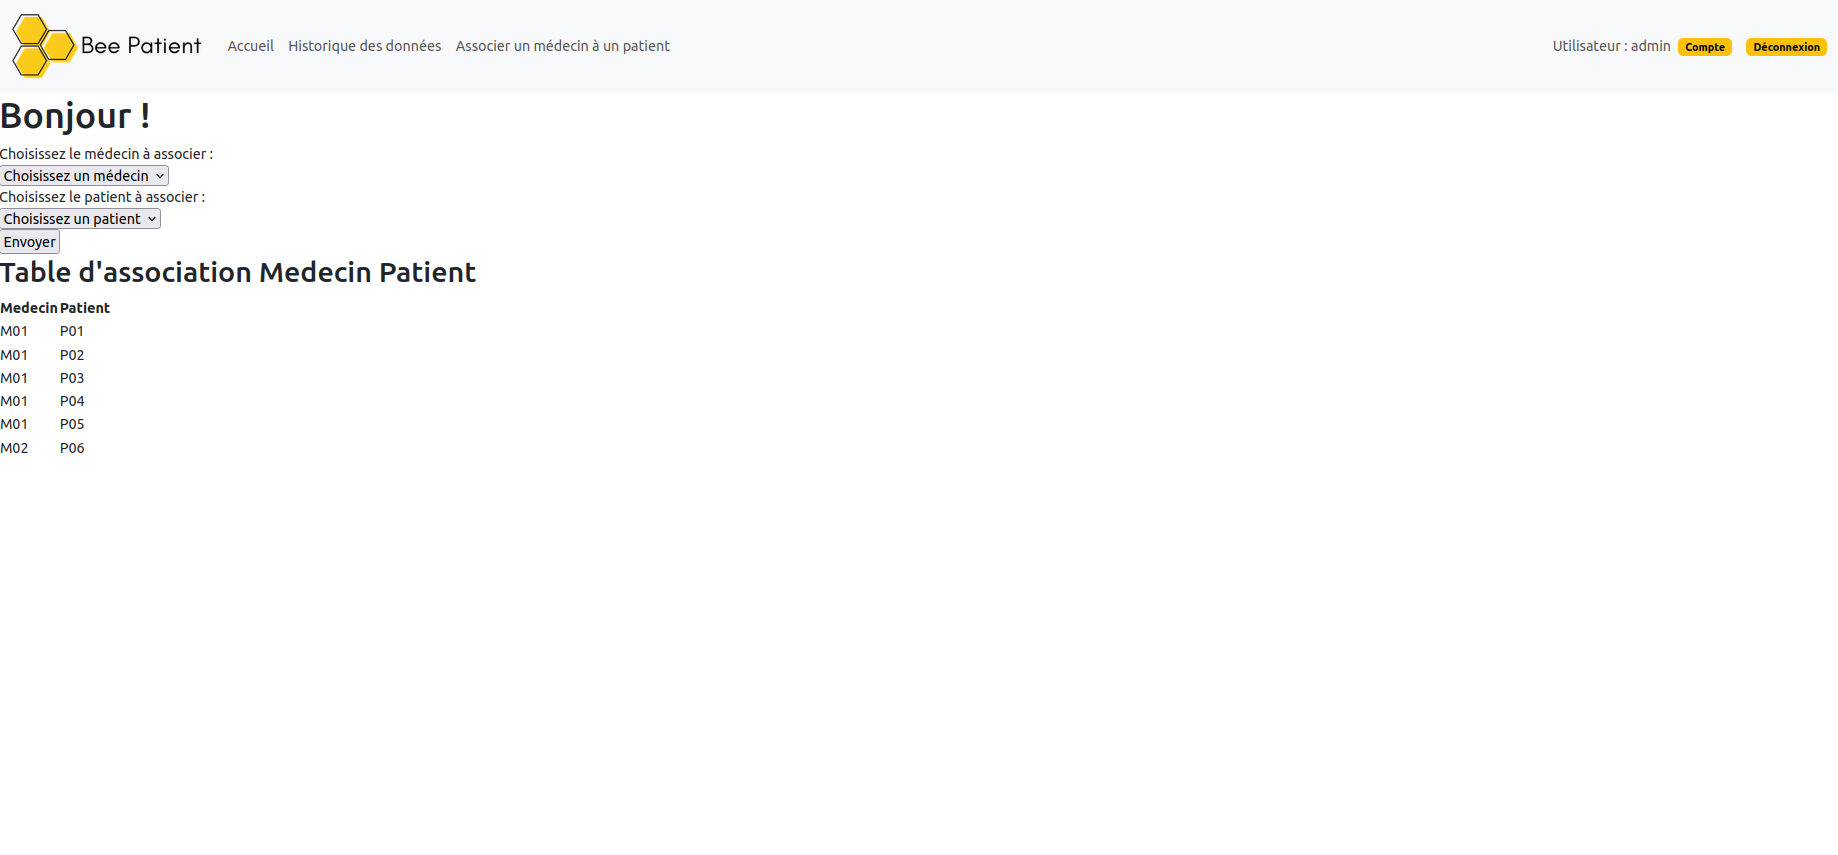 Bee Patient Accueil Historique des données Associer un médecin à un patient Utilisateur : admin Compte Déconnexion
Bonjour !
Choisissez le médecin à associer :
Choisissez un médecin
Choisissez le patient à associer :
Choisissez un patient
Envoyer
Table d'association Medecin Patient
Medecin Patient
M01 P01
M01 P02
M01 P03
M01 P04
M01 P05
M02 P06